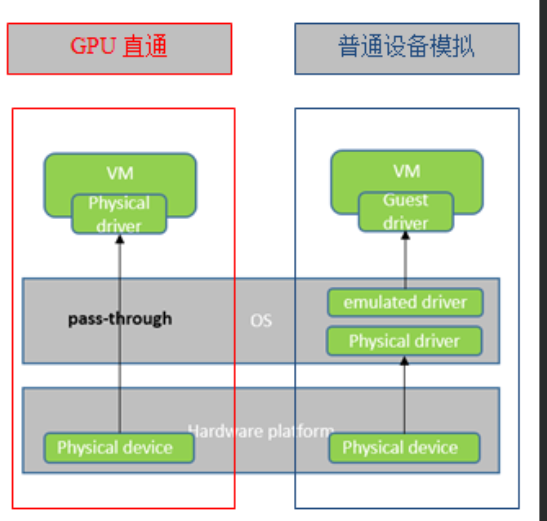 GPU 直通
普通设备模拟
VM
Physical
driver
VM
Guest
driver
pass-through
OS
emulated driver
Physical driver
Hardware platform
Physical device
Physical device